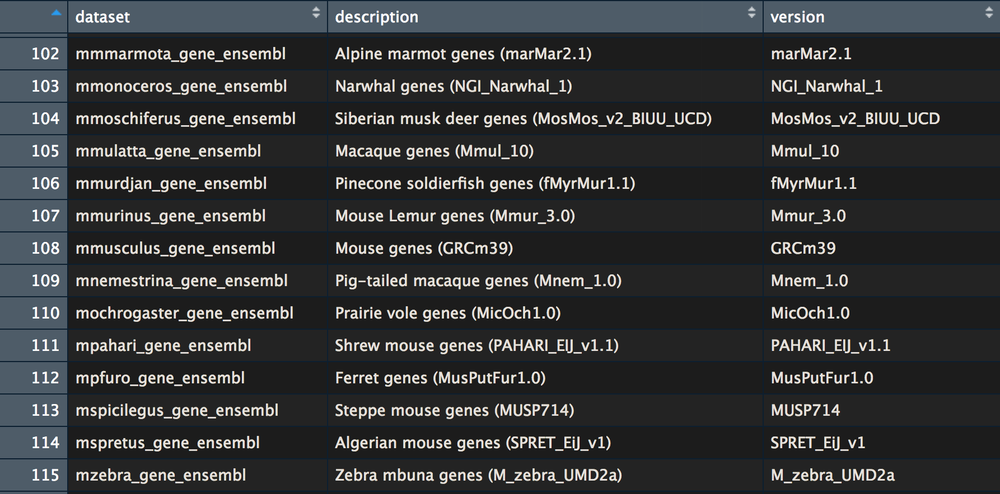 dataset description version
102 mmmarmota_gene_ensembl Alpine marmot genes (marMar2.1) marMar2.1
103 mmonoceros_gene_ensembl Narwhal genes (NGI_Narwhal_1) NGI_Narwhal_1
104 mmoschiferus_gene_ensembl Siberian musk deer genes (MosMos_v2_BIUU_UCD) MosMos_v2_BIUU_UCD
105 mmulatta_gene_ensembl Macaque genes (Mmul_10) Mmul_10
106 mmurdjan_gene_ensembl Pinecone soldierfish genes (fMyrMur1.1) fMyrMur1.1
107 mmurinus_gene_ensembl Mouse Lemur genes (Mmur_3.0) Mmur_3.0
108 mmusculus_gene_ensembl Mouse genes (GRCm39) GRCm39
109 mnemestrina_gene_ensembl Pig-tailed macaque genes (Mnem_1.0) Mnem_1.0
110 mochrogaster_gene_ensembl Prairie vole genes (MicOch1.0) MicOch1.0
111 mpahari_gene_ensembl Shrew mouse genes (PAHARI_EIJ_v1.1) PAHARI_EIJ_v1.1
112 mpfuro_gene_ensembl Ferret genes (MusPutFur1.0) MusPutFur1.0
113 mspicilegus_gene_ensembl Steppe mouse genes (MUSP714) MUSP714
114 mspretus_gene_ensembl Algerian mouse genes (SPRET_EiJ_v1) SPRET_EiJ_v1
115 mzebra_gene_ensembl Zebra mbuna genes (M_zebra_UMD2a) M_zebra_UMD2a